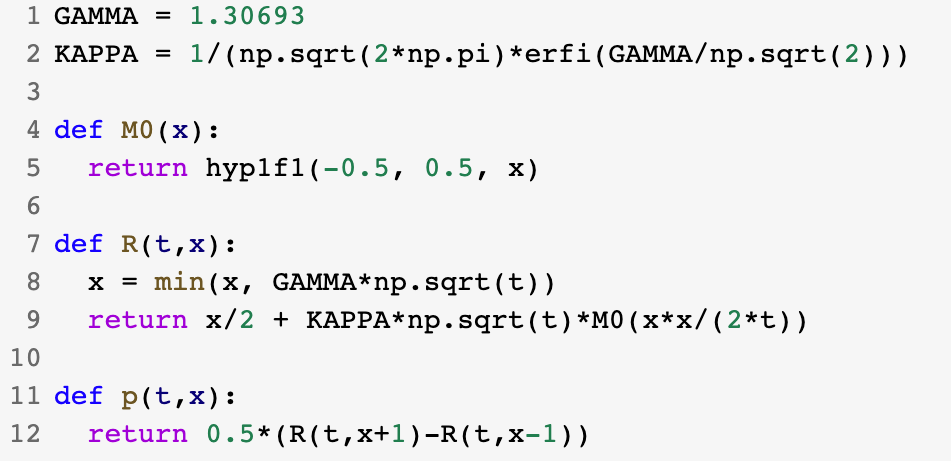 1 GAMMA = 1.30693
2 KAPPA = 1/(np.sqrt(2*np.pi)*erfi(GAMMA/np.sqrt(2)))
3
4 def M0(x):
5   return hyp1f1(-0.5, 0.5, x)
6
7 def R(t,x):
8   x = min(x, GAMMA*np.sqrt(t))
9   return x/2 + KAPPA*np.sqrt(t)*M0(x*x/(2*t))
10
11 def p(t,x):
12   return 0.5*(R(t,x+1)-R(t,x-1))